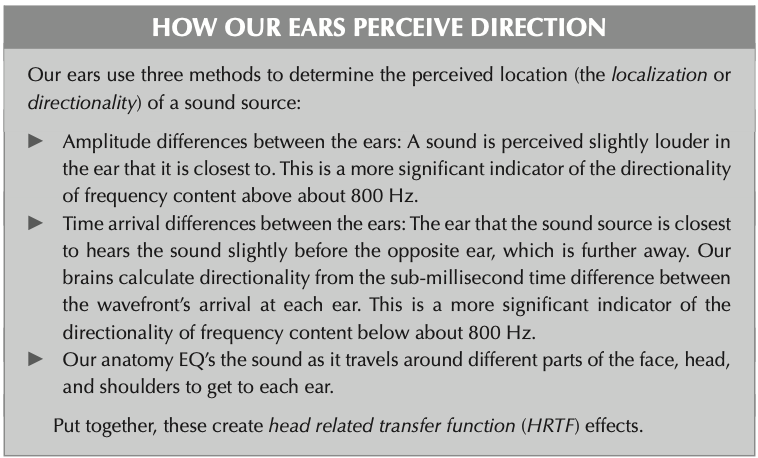 HOW OUR EARS PERCEIVE DIRECTION
Our ears use three methods to determine the perceived location (the localization or
directionality) of a sound source:
► Amplitude differences between the ears: A sound is perceived slightly louder in
the ear that it is closest to. This is a more significant indicator of the directionality
of frequency content above about 800 Hz.
► Time arrival differences between the ears: The ear that the sound source is closest
to hears the sound slightly before the opposite ear, which is further away. Our
brains calculate directionality from the sub-millisecond time difference between
the wavefront's arrival at each ear. This is a more significant indicator of the
directionality of frequency content below about 800 Hz.
► Our anatomy EQ's the sound as it travels around different parts of the face, head,
and shoulders to get to each ear.
Put together, these create head related transfer function (HRTF) effects.